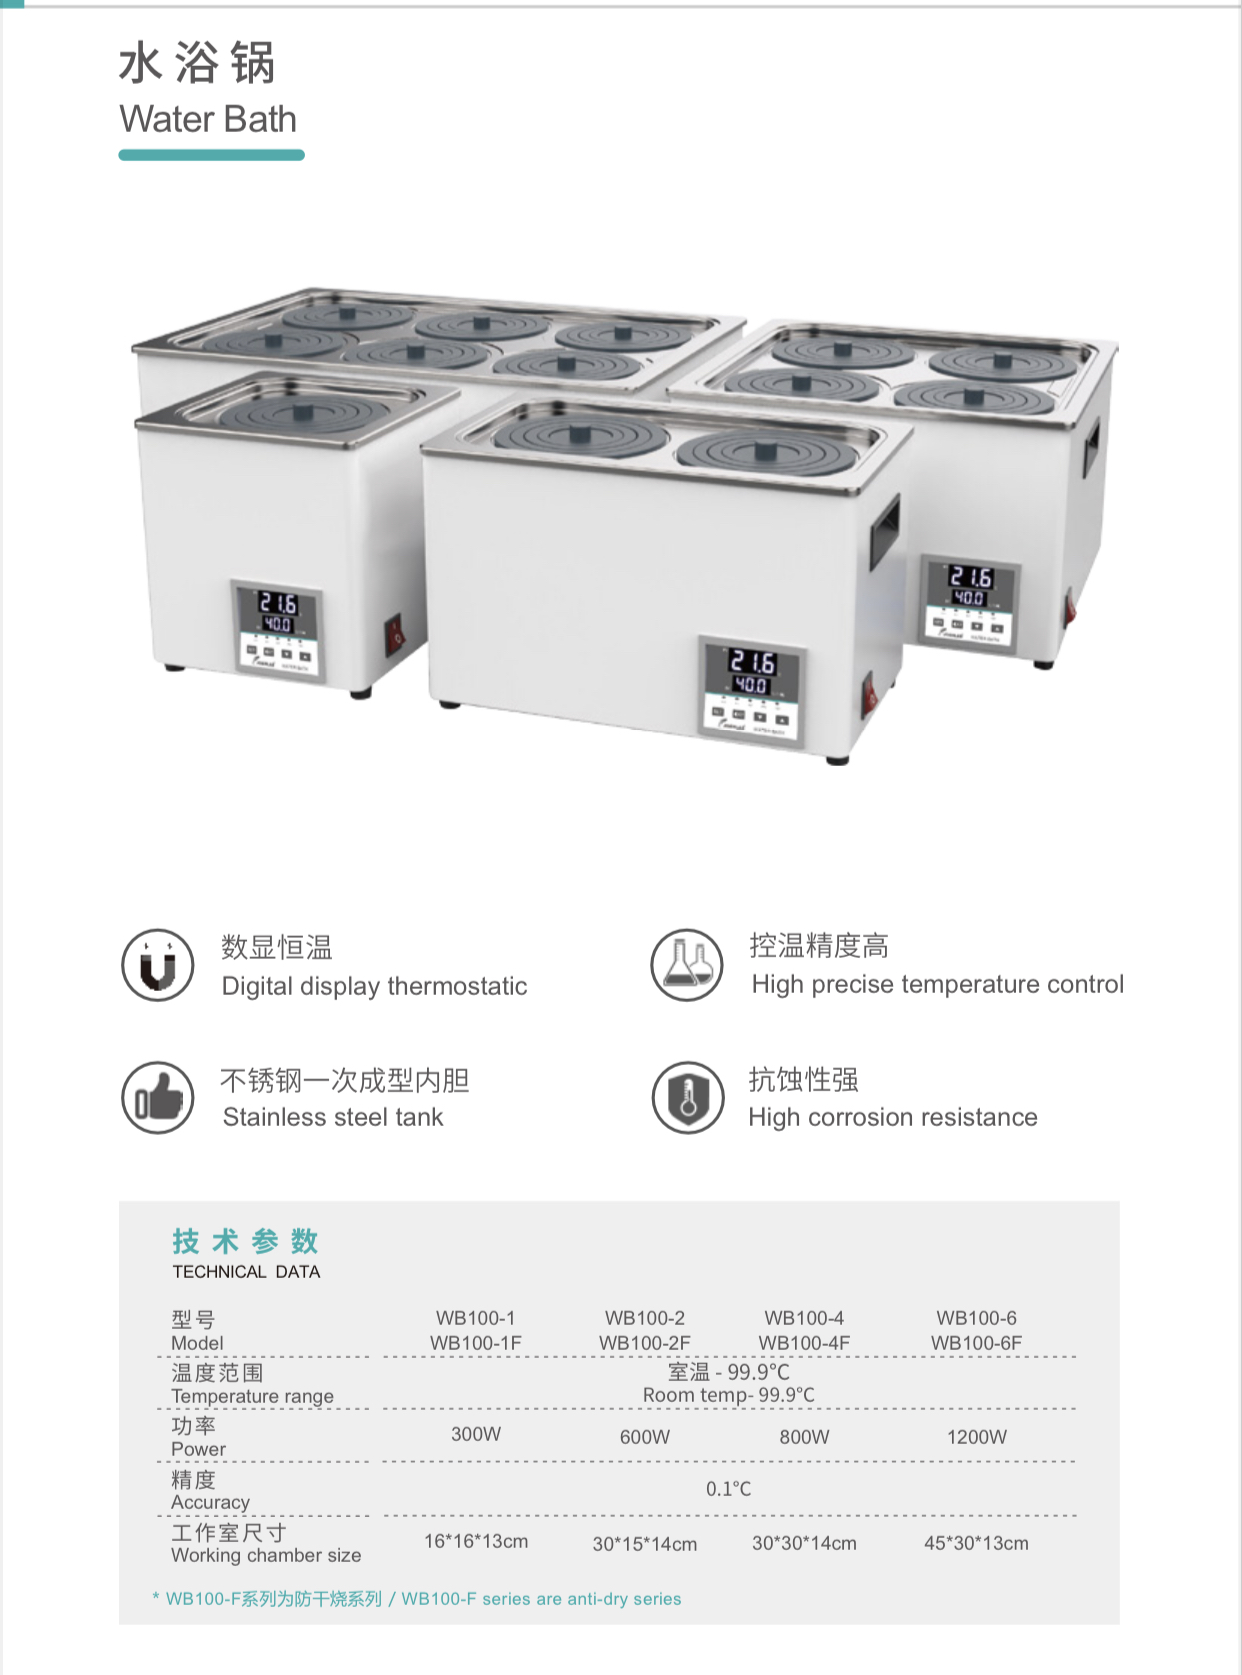 水浴锅
Water Bath
21.6
40.0
21.6
40.0
21.6
40.0
数显恒温
Digital display thermostatic
控温精度高
High precise temperature control
不锈钢一次成型内胆
Stainless steel tank
抗蚀性强
High corrosion resistance
技术参数
TECHNICAL DATA
型号 WB100-1 WB100-2 WB100-4 WB100-6
Model WB100-1F WB100-2F WB100-4F WB100-6F
温度范围 室温 - 99.9℃
Temperature range Room temp- 99.9℃
功率
Power 300W 600W 800W 1200W
精度
Accuracy 0.1℃
工作室尺寸
Working chamber size 16*16*13cm 30*15*14cm 30*30*14cm 45*30*13cm
* WB100-F系列为防干烧系列 / WB100-F series are anti-dry series